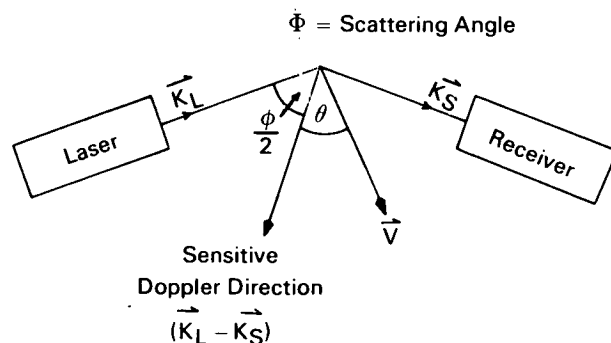 Φ = Scattering Angle
K_L
K_S
Laser
ϕ/2
θ
Receiver
V
Sensitive
Doppler Direction
(K_L – K_S)